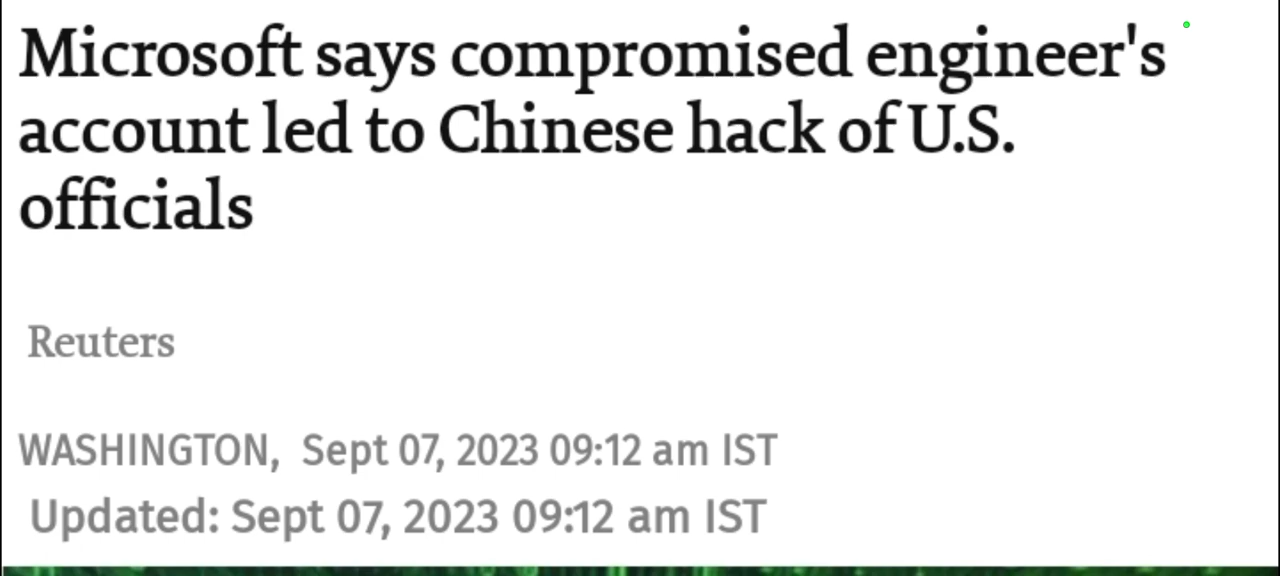 Microsoft says compromised engineer's
account led to Chinese hack of U.S.
officials
Reuters
WASHINGTON, Sept 07, 2023 09:12 am IST
Updated: Sept 07, 2023 09:12 am IST